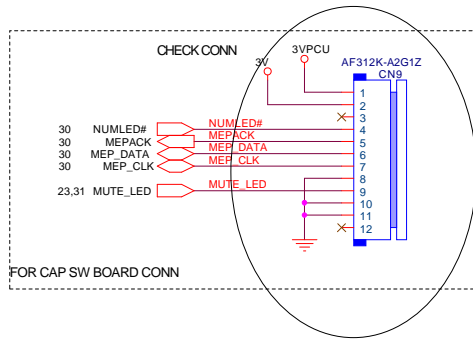 CHECK CONN
3VPCU
3V
AF312K-A2G1Z
CN9
1
2
3
30 NUMLED# NUMLED# 4
30 MEPACK MEPACK 5
30 MEP_DATA MEP_DATA 6
30 MEP_CLK MEP_CLK 7
8
23,31 MUTE_LED MUTE_LED 9
10
11
12
FOR CAP SW BOARD CONN